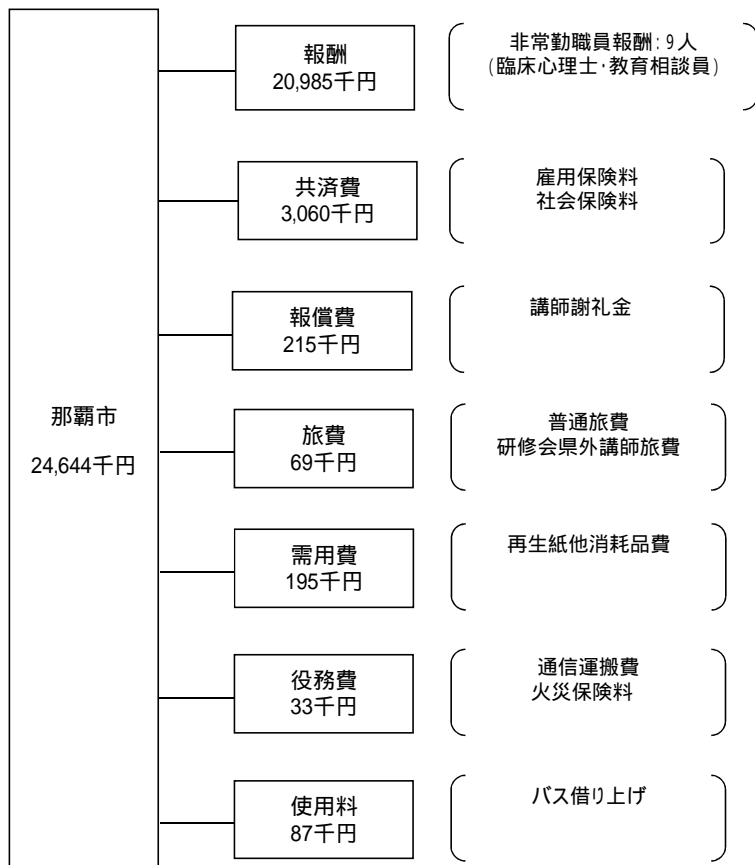 那覇市
24,644千円
報酬
20,985千円
非常勤職員報酬:9人
(臨床心理士・教育相談員)
共済費
3,060千円
雇用保険料
社会保険料
報償費
215千円
講師謝礼金
旅費
69千円
普通旅費
研修会県外講師旅費
需用費
195千円
再生紙他消耗品費
役務費
33千円
通信運搬費
火災保険料
使用料
87千円
バス借り上げ